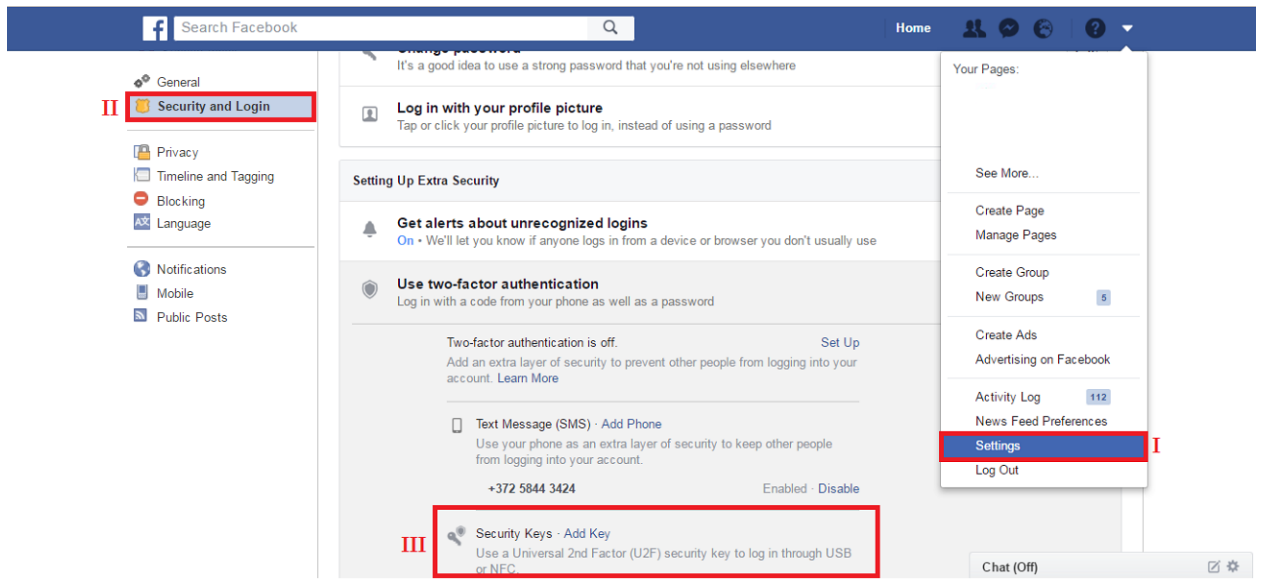 f
Search Facebook
Home
General
II
Security and Login
Privacy
Timeline and Tagging
Blocking
Language
Notifications
Mobile
Public Posts
Change password
It's a good idea to use a strong password that you're not using elsewhere
Log in with your profile picture
Tap or click your profile picture to log in, instead of using a password
Setting Up Extra Security
Get alerts about unrecognized logins
On • We'll let you know if anyone logs in from a device or browser you don't usually use
Use two-factor authentication
Log in with a code from your phone as well as a password
Two-factor authentication is off. Set Up
Add an extra layer of security to prevent other people from logging into your
account. Learn More
Text Message (SMS) · Add Phone
Use your phone as an extra layer of security to keep other people
from logging into your account.
+372 5844 3424 Enabled · Disable
III
Security Keys · Add Key
Use a Universal 2nd Factor (U2F) security key to log in through USB
or NFC.
Your Pages:
See More...
Create Page
Manage Pages
Create Group
New Groups 5
Create Ads
Advertising on Facebook
Activity Log 112
News Feed Preferences
Settings
I
Log Out
Chat (Off)